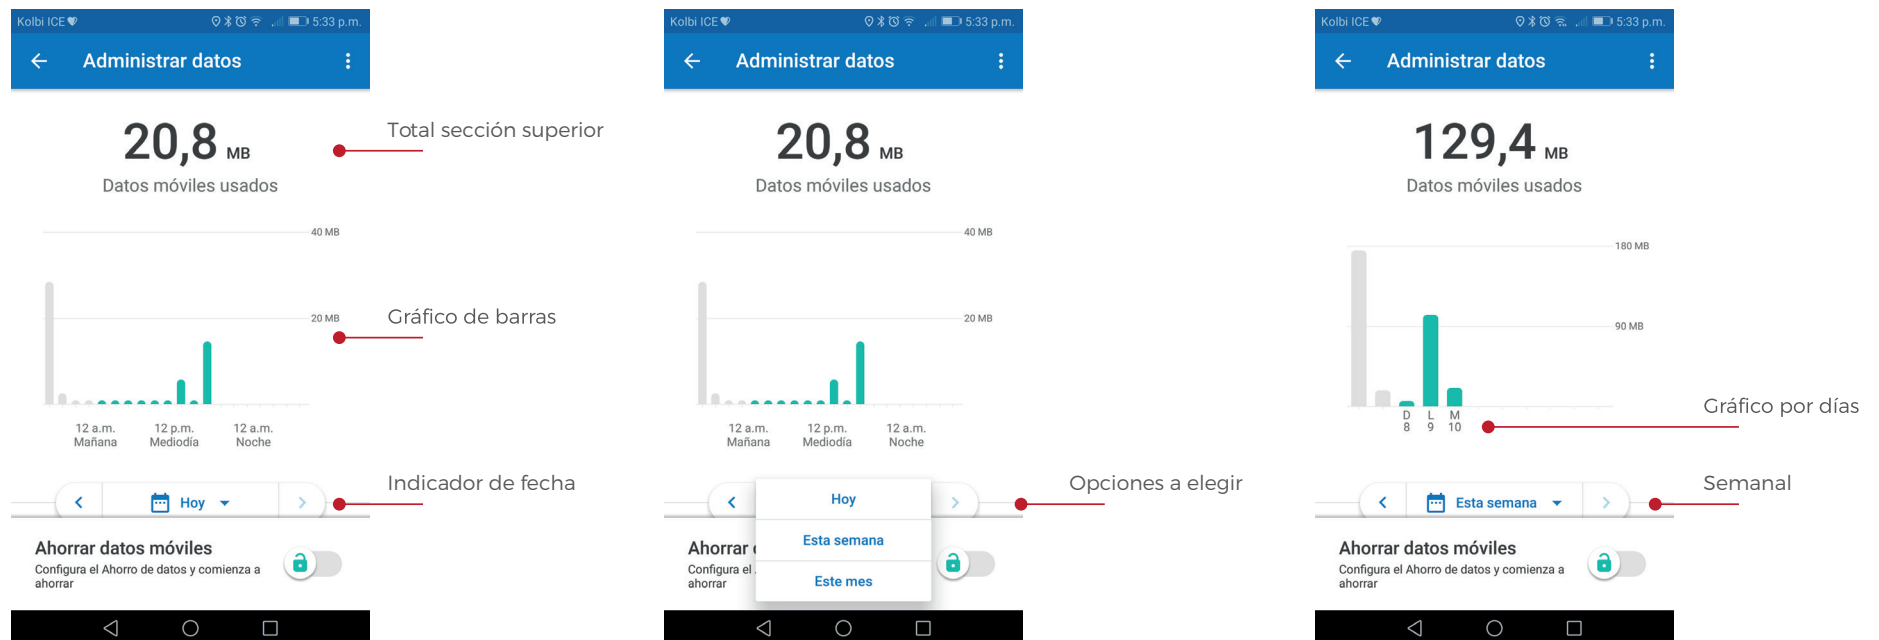 Kolbi ICE 5:33 p.m.
Administrar datos
20,8 MB
Datos móviles usados
40 MB
20 MB
12 a.m. 12 p.m. 12 a.m.
Mañana Mediodía Noche
Hoy
Ahorrar datos móviles
Configura el Ahorro de datos y comienza a
ahorrar
Total sección superior
Gráfico de barras
Indicador de fecha
Kolbi ICE 5:33 p.m.
Administrar datos
20,8 MB
Datos móviles usados
40 MB
20 MB
12 a.m. 12 p.m. 12 a.m.
Mañana Mediodía Noche
Hoy
Esta semana
Este mes
Ahorrar
Configura el
ahorrar
Opciones a elegir
Kolbi ICE 5:33 p.m.
Administrar datos
129,4 MB
Datos móviles usados
180 MB
90 MB
D L M
8 9 10
Esta semana
Ahorrar datos móviles
Configura el Ahorro de datos y comienza a
ahorrar
Gráfico por días
Semanal